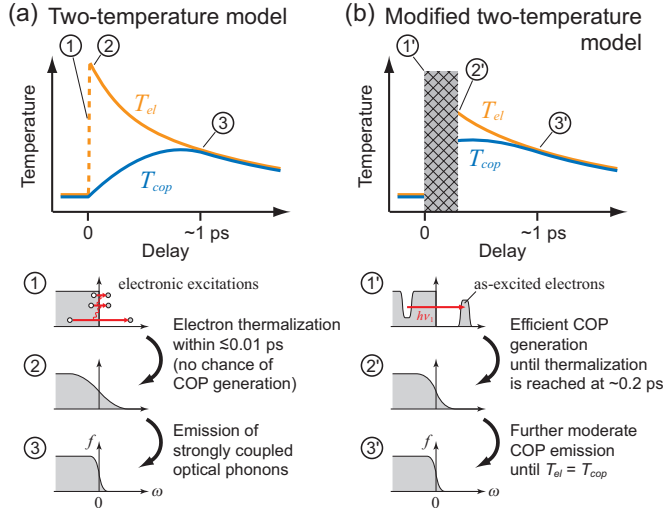 (a) Two-temperature model
1 2
T_el
3
T_cop
Temperature
0 ~1 ps
Delay
1 electronic excitations
Electron thermalization
within ≲0.01 ps
(no chance of
COP generation)
2
Emission of
strongly coupled
optical phonons
3 f
0 ω
(b) Modified two-temperature
model
1' 2'
T_el
3'
T_cop
Temperature
0 ~1 ps
Delay
1' as-excited electrons
hν₁
Efficient COP
generation
until thermalization
is reached at ~0.2 ps
2'
Further moderate
COP emission
until T_el = T_cop
3' f
0 ω